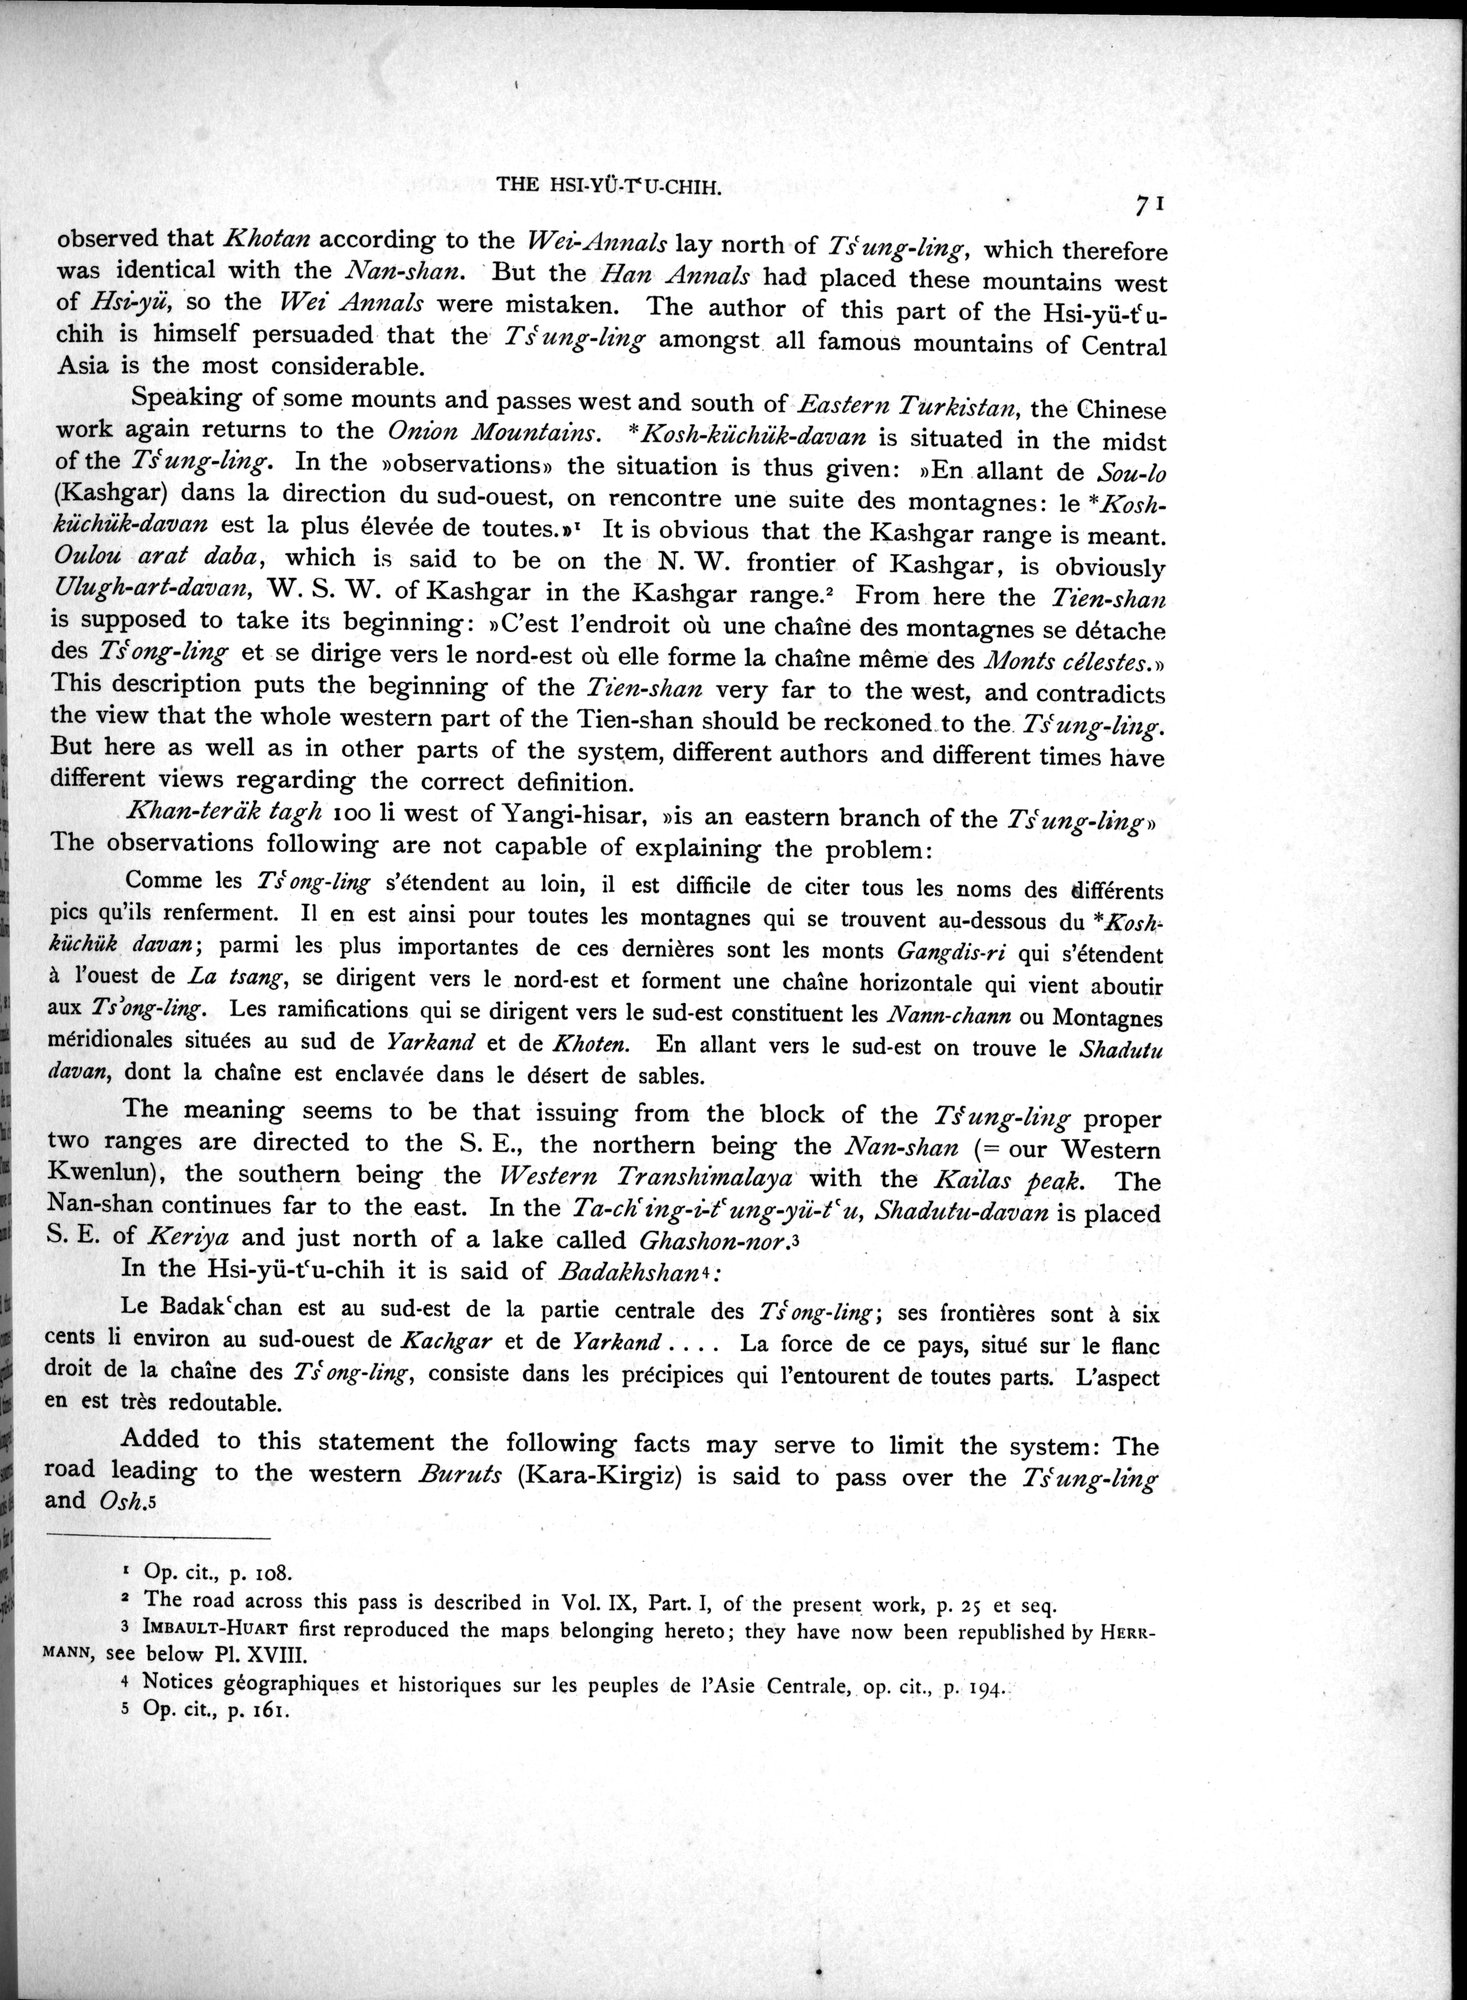 THE HSI-YÜ-TʿU-CHIH.
71
observed that Khotan according to the Wei-Annals lay north of Tsʿung-ling, which therefore
was identical with the Nan-shan. But the Han Annals had placed these mountains west
of Hsi-yü, so the Wei Annals were mistaken. The author of this part of the Hsi-yü-tʿu-
chih is himself persuaded that the Tsʿung-ling amongst all famous mountains of Central
Asia is the most considerable.
Speaking of some mounts and passes west and south of Eastern Turkistan, the Chinese
work again returns to the Onion Mountains. *Kosh-küchük-davan is situated in the midst
of the Tsʿung-ling. In the »observations» the situation is thus given: »En allant de Sou-lo
(Kashgar) dans la direction du sud-ouest, on rencontre une suite des montagnes: le *Kosh-
küchük-davan est la plus élevée de toutes.»¹ It is obvious that the Kashgar range is meant.
Oulou arat daba, which is said to be on the N. W. frontier of Kashgar, is obviously
Ulugh-art-davan, W. S. W. of Kashgar in the Kashgar range.² From here the Tien-shan
is supposed to take its beginning: »C'est l'endroit où une chaîne des montagnes se détache
des Tsʿong-ling et se dirige vers le nord-est où elle forme la chaîne même des Monts célestes.»
This description puts the beginning of the Tien-shan very far to the west, and contradicts
the view that the whole western part of the Tien-shan should be reckoned to the Tsʿung-ling.
But here as well as in other parts of the system, different authors and different times have
different views regarding the correct definition.
Khan-teräk tagh 100 li west of Yangi-hisar, »is an eastern branch of the Tsʿung-ling»
The observations following are not capable of explaining the problem:
Comme les Tsʿong-ling s'étendent au loin, il est difficile de citer tous les noms des différents
pics qu'ils renferment. Il en est ainsi pour toutes les montagnes qui se trouvent au-dessous du *Kosh-
küchük davan; parmi les plus importantes de ces dernières sont les monts Gangdis-ri qui s'étendent
à l'ouest de La tsang, se dirigent vers le nord-est et forment une chaîne horizontale qui vient aboutir
aux Ts'ong-ling. Les ramifications qui se dirigent vers le sud-est constituent les Nann-chann ou Montagnes
méridionales situées au sud de Yarkand et de Khoten. En allant vers le sud-est on trouve le Shadutu
davan, dont la chaîne est enclavée dans le désert de sables.
The meaning seems to be that issuing from the block of the Tsʿung-ling proper
two ranges are directed to the S. E., the northern being the Nan-shan (= our Western
Kwenlun), the southern being the Western Transhimalaya with the Kailas peak. The
Nan-shan continues far to the east. In the Ta-chʿing-i-tʿung-yü-tʿu, Shadutu-davan is placed
S. E. of Keriya and just north of a lake called Ghashon-nor.³
In the Hsi-yü-tʿu-chih it is said of Badakhshan⁴:
Le Badakʿchan est au sud-est de la partie centrale des Tsʿong-ling; ses frontières sont à six
cents li environ au sud-ouest de Kachgar et de Yarkand .... La force de ce pays, situé sur le flanc
droit de la chaîne des Tsʿong-ling, consiste dans les précipices qui l'entourent de toutes parts. L'aspect
en est très redoutable.
Added to this statement the following facts may serve to limit the system: The
road leading to the western Buruts (Kara-Kirgiz) is said to pass over the Tsʿung-ling
and Osh.⁵
¹ Op. cit., p. 108.
² The road across this pass is described in Vol. IX, Part. I, of the present work, p. 25 et seq.
³ IMBAULT-HUART first reproduced the maps belonging hereto; they have now been republished by HERR-
MANN, see below Pl. XVIII.
⁴ Notices géographiques et historiques sur les peuples de l'Asie Centrale, op. cit., p. 194.
⁵ Op. cit., p. 161.